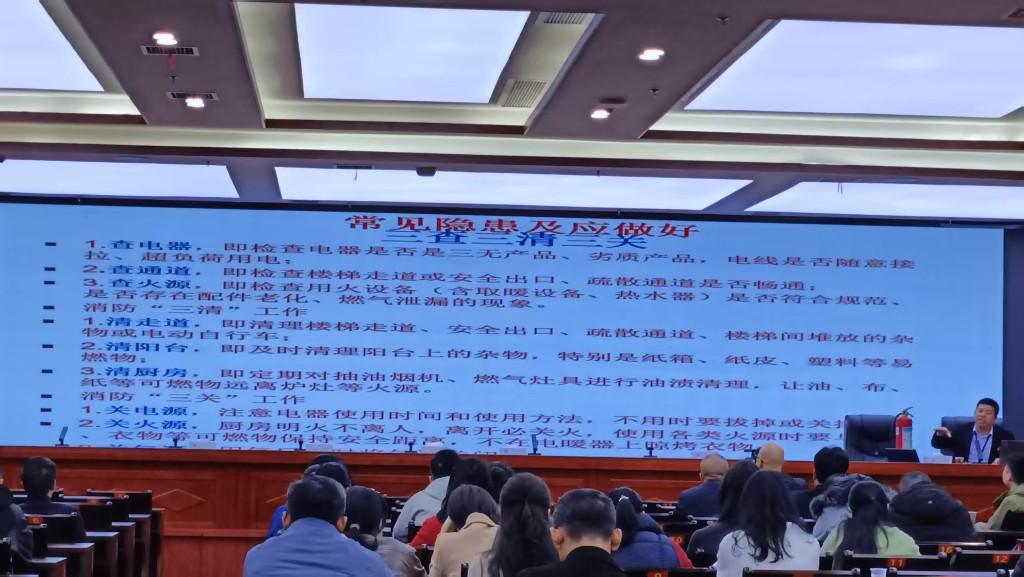 常见隐患及应做好
三查三清三关
1.查电器，即检查电器是否是三无产品、劣质产品，电线是否随意接
拉、超负荷用电；
2.查通道，即检查楼梯走道或安全出口、疏散通道是否畅通；
3.查火源，即检查用火设备（含取暖设备、热水器）是否符合规范、
是否存在配件老化、燃气泄漏的现象。
消防“三清”工作
1.清走道，即清理楼梯走道、安全出口、疏散通道、楼梯间堆放的杂
物或电动自行车；
2.清阳台，即及时清理阳台上的杂物，特别是纸箱、纸皮、塑料等易
燃物；
3.清厨房，即定期对抽油烟机、燃气灶具进行油渍清理，让油、布、
纸等可燃物远离炉灶等火源。
消防“三关”工作
1.关电源，注意电器使用时间和使用方法，不用时要拔掉或关掉
2.关火源，厨房明火不离人，离开必关火，使用各类火源时要与
、衣物等可燃物保持安全距离，不在电暖器上晾烤衣物
11
12